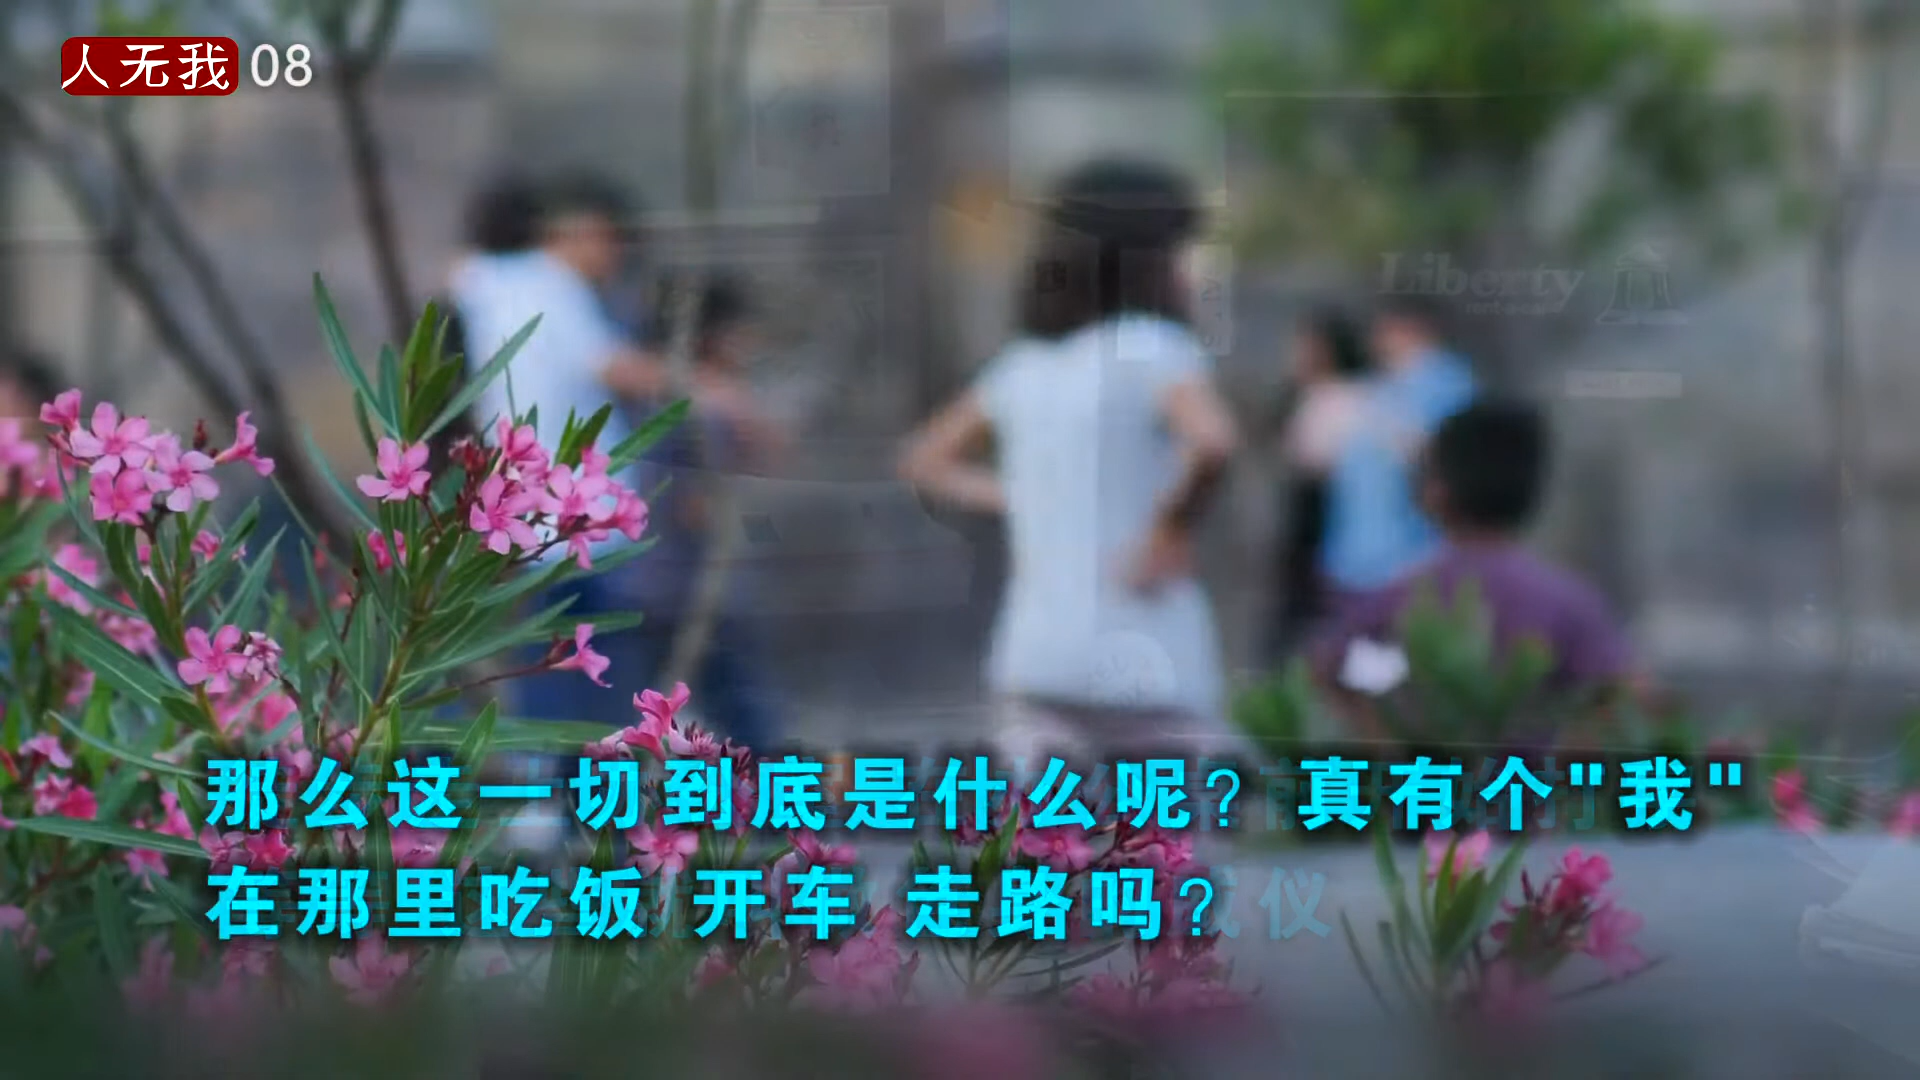 人无我 08
Liberty
那么这一切到底是什么呢？真有个"我"
在那里吃饭 开车 走路吗？